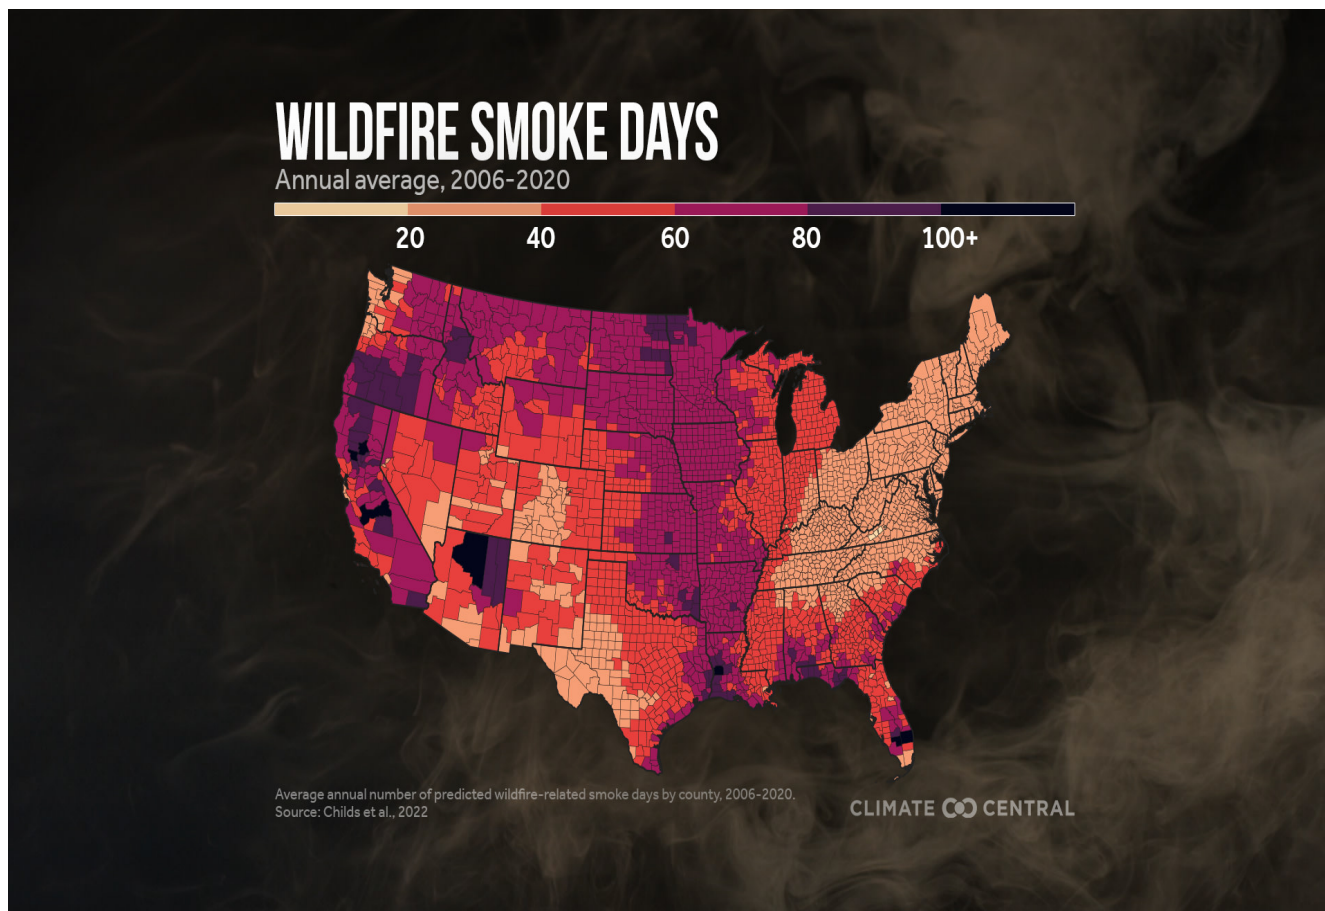 WILDFIRE SMOKE DAYS
Annual average, 2006-2020
20 40 60 80 100+
Average annual number of predicted wildfire-related smoke days by county, 2006-2020.
Source: Childs et al., 2022
CLIMATE CENTRAL